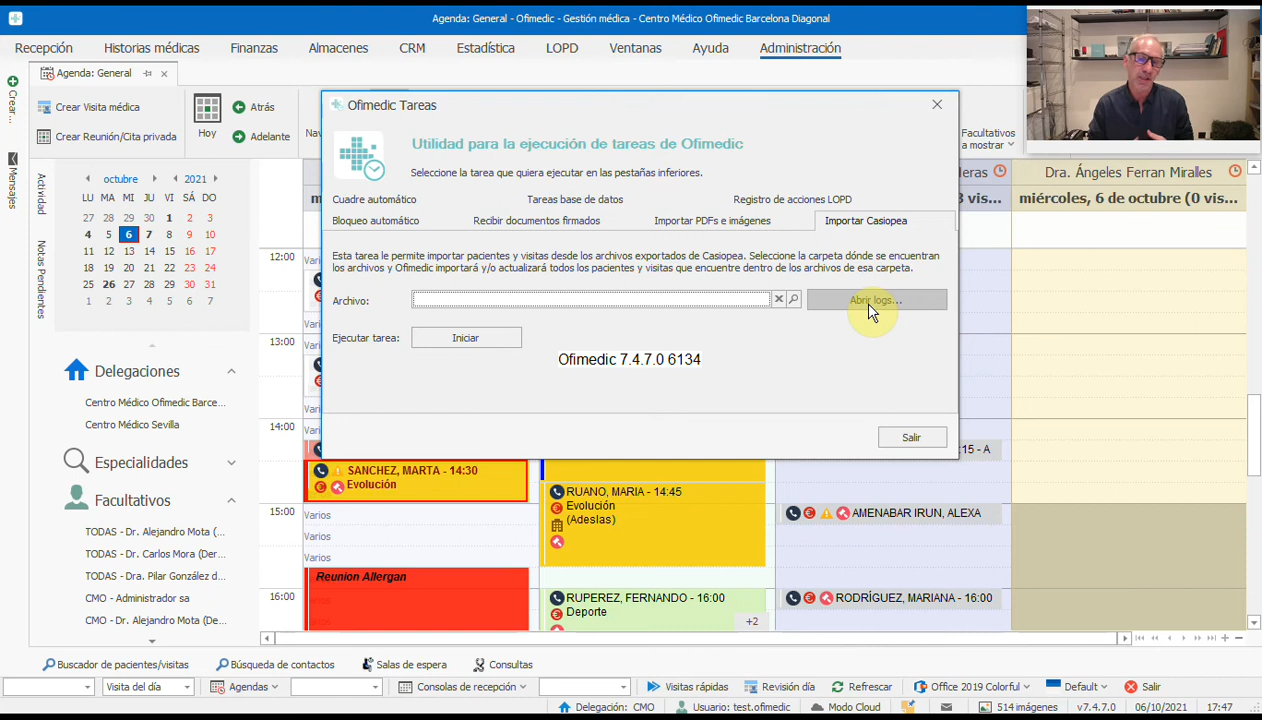 Agenda: General - Ofimedic - Gestión médica - Centro Médico Ofimedic Barcelona Diagonal
Recepción Historias médicas Finanzas Almacenes CRM Estadística LOPD Ventanas Ayuda Administración
Agenda: General
Crear...
Mensajes
Crear Visita médica
Crear Reunión/Cita privada
Hoy
Atrás
Adelante
Facultativos
a mostrar
Actividad
Notas Pendientes
octubre 2021
LU MA MI JU VI SÁ DO
27 28 29 30 1 2 3
4 5 6 7 8 9 10
11 12 13 14 15 16 17
18 19 20 21 22 23 24
25 26 27 28 29 30 31
1 2 3 4 5 6 7
Delegaciones
Centro Médico Ofimedic Barce...
Centro Médico Sevilla
Especialidades
Facultativos
TODAS - Dr. Alejandro Mota (...
TODAS - Dr. Carlos Mora (Der...
TODAS - Dra. Pilar González d...
CMO - Administrador sa
CMO - Dr. Alejandro Mota (De...
Ofimedic Tareas
Utilidad para la ejecución de tareas de Ofimedic
Seleccione la tarea que quiera ejecutar en las pestañas inferiores.
Cuadre automático Tareas base de datos Registro de acciones LOPD
Bloqueo automático Recibir documentos firmados Importar PDFs e imágenes Importar Casiopea
Esta tarea le permite importar pacientes y visitas desde los archivos exportados de Casiopea. Seleccione la carpeta dónde se encuentran
los archivos y Ofimedic importará y/o actualizará todos los pacientes y visitas que encuentre dentro de los archivos de esa carpeta.
Archivo: Abrir logs...
Ejecutar tarea: Iniciar
Ofimedic 7.4.7.0 6134
Salir
Dra. Ángeles Ferran Miralles
miércoles, 6 de octubre (0 vis...
12:00
13:00
14:00
15:00
16:00
SANCHEZ, MARTA - 14:30
Evolución
Varios
Varios
Varios
Reunion Allergan
RUANO, MARIA - 14:45
Evolución
(Adeslas)
RUPEREZ, FERNANDO - 16:00
Deporte
+2
:15 - A
AMENABAR IRUN, ALEXA
RODRÍGUEZ, MARIANA - 16:00
Buscador de pacientes/visitas Búsqueda de contactos Salas de espera Consultas
Visita del día Agendas Consolas de recepción Visitas rápidas Revisión día Refrescar Office 2019 Colorful Default Salir
Delegación: CMO Usuario: test.ofimedic Modo Cloud 514 imágenes v7.4.7.0 06/10/2021 17:47